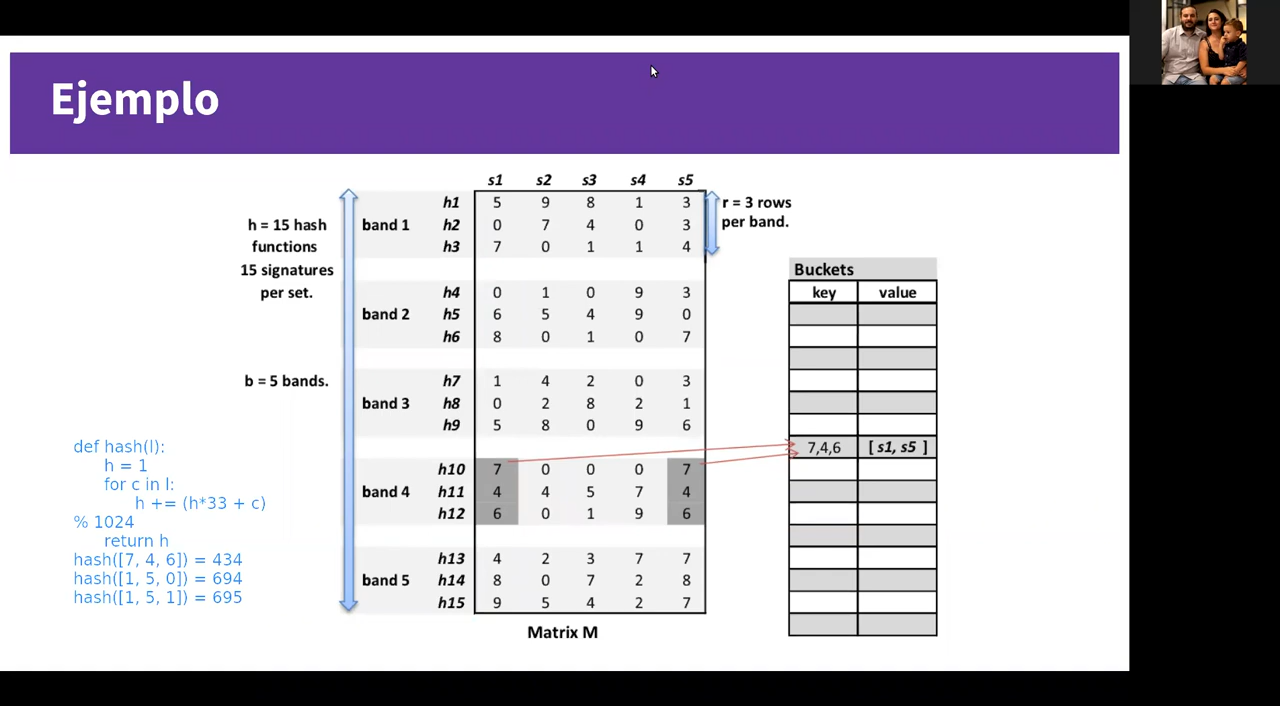 Ejemplo
s1 s2 s3 s4 s5
h1 5 9 8 1 3
band 1 h2 0 7 4 0 3
h3 7 0 1 1 4
h4 0 1 0 9 3
band 2 h5 6 5 4 9 0
h6 8 0 1 0 7
h7 1 4 2 0 3
band 3 h8 0 2 8 2 1
h9 5 8 0 9 6
h10 7 0 0 0 7
band 4 h11 4 4 5 7 4
h12 6 0 1 9 6
h13 4 2 3 7 7
band 5 h14 8 0 7 2 8
h15 9 5 4 2 7
Matrix M
h = 15 hash
functions
15 signatures
per set.
b = 5 bands.
r = 3 rows
per band.
Buckets
key value
7,4,6 [ s1, s5 ]
def hash(l):
h = 1
for c in l:
h += (h*33 + c)
% 1024
return h
hash([7, 4, 6]) = 434
hash([1, 5, 0]) = 694
hash([1, 5, 1]) = 695